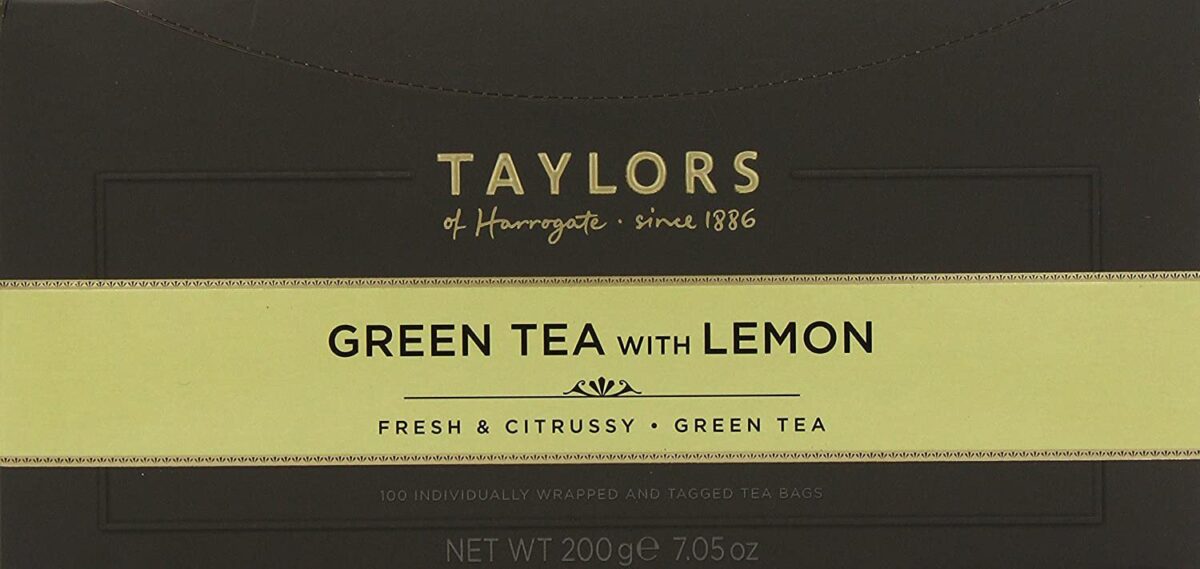 TAYLORS
of Harrogate · since 1886
GREEN TEA WITH LEMON
FRESH & CITRUSSY • GREEN TEA
100 INDIVIDUALLY WRAPPED AND TAGGED TEA BAGS
NET WT 200g℮ 7.05oz